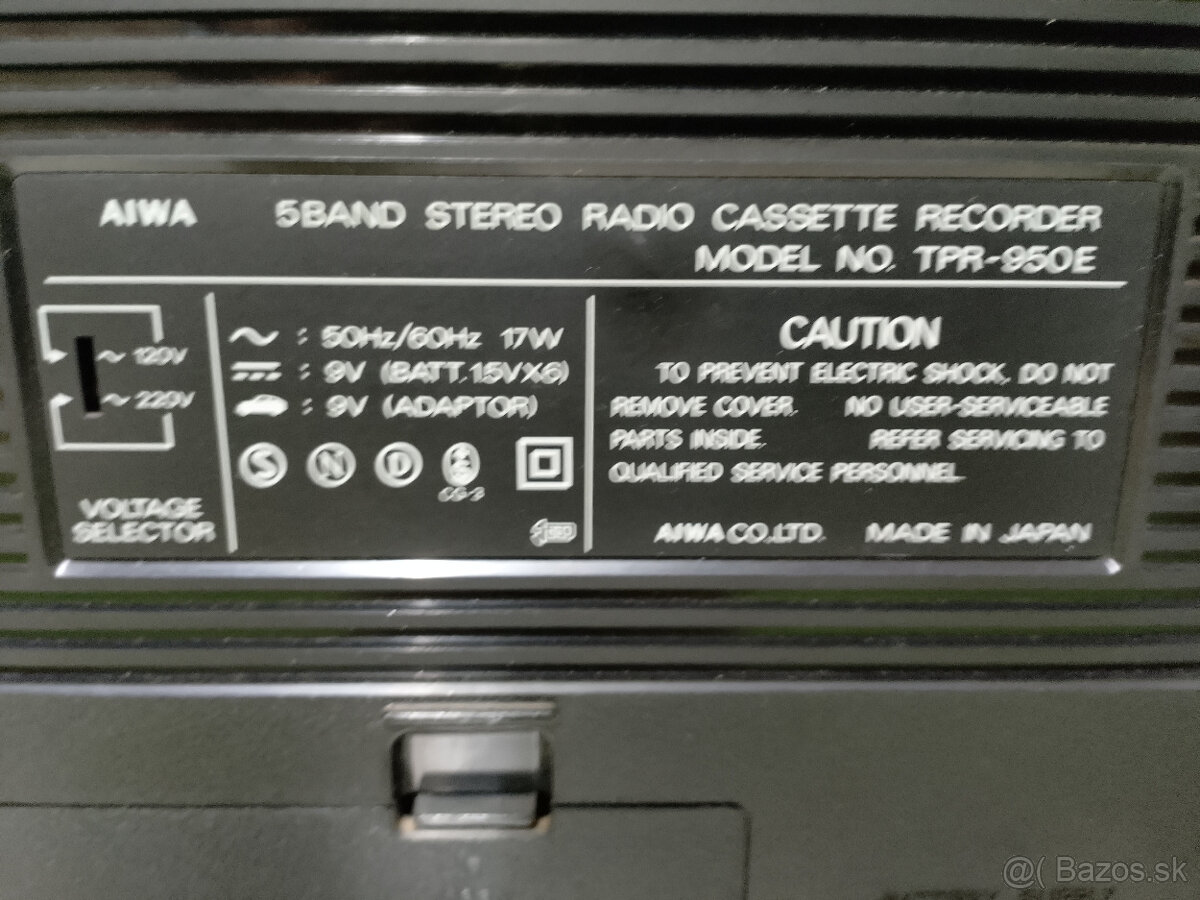 AIWA 5BAND STEREO RADIO CASSETTE RECORDER
MODEL NO. TPR-950E
~ 120V
~ 220V
VOLTAGE
SELECTOR
~ : 50Hz/60Hz 17W
: 9V (BATT. 1.5VX6)
: 9V (ADAPTOR)
S N D
CAUTION
TO PREVENT ELECTRIC SHOCK, DO NOT
REMOVE COVER. NO USER-SERVICEABLE
PARTS INSIDE. REFER SERVICING TO
QUALIFIED SERVICE PERSONNEL.
AIWA CO.,LTD. MADE IN JAPAN
@( Bazos.sk